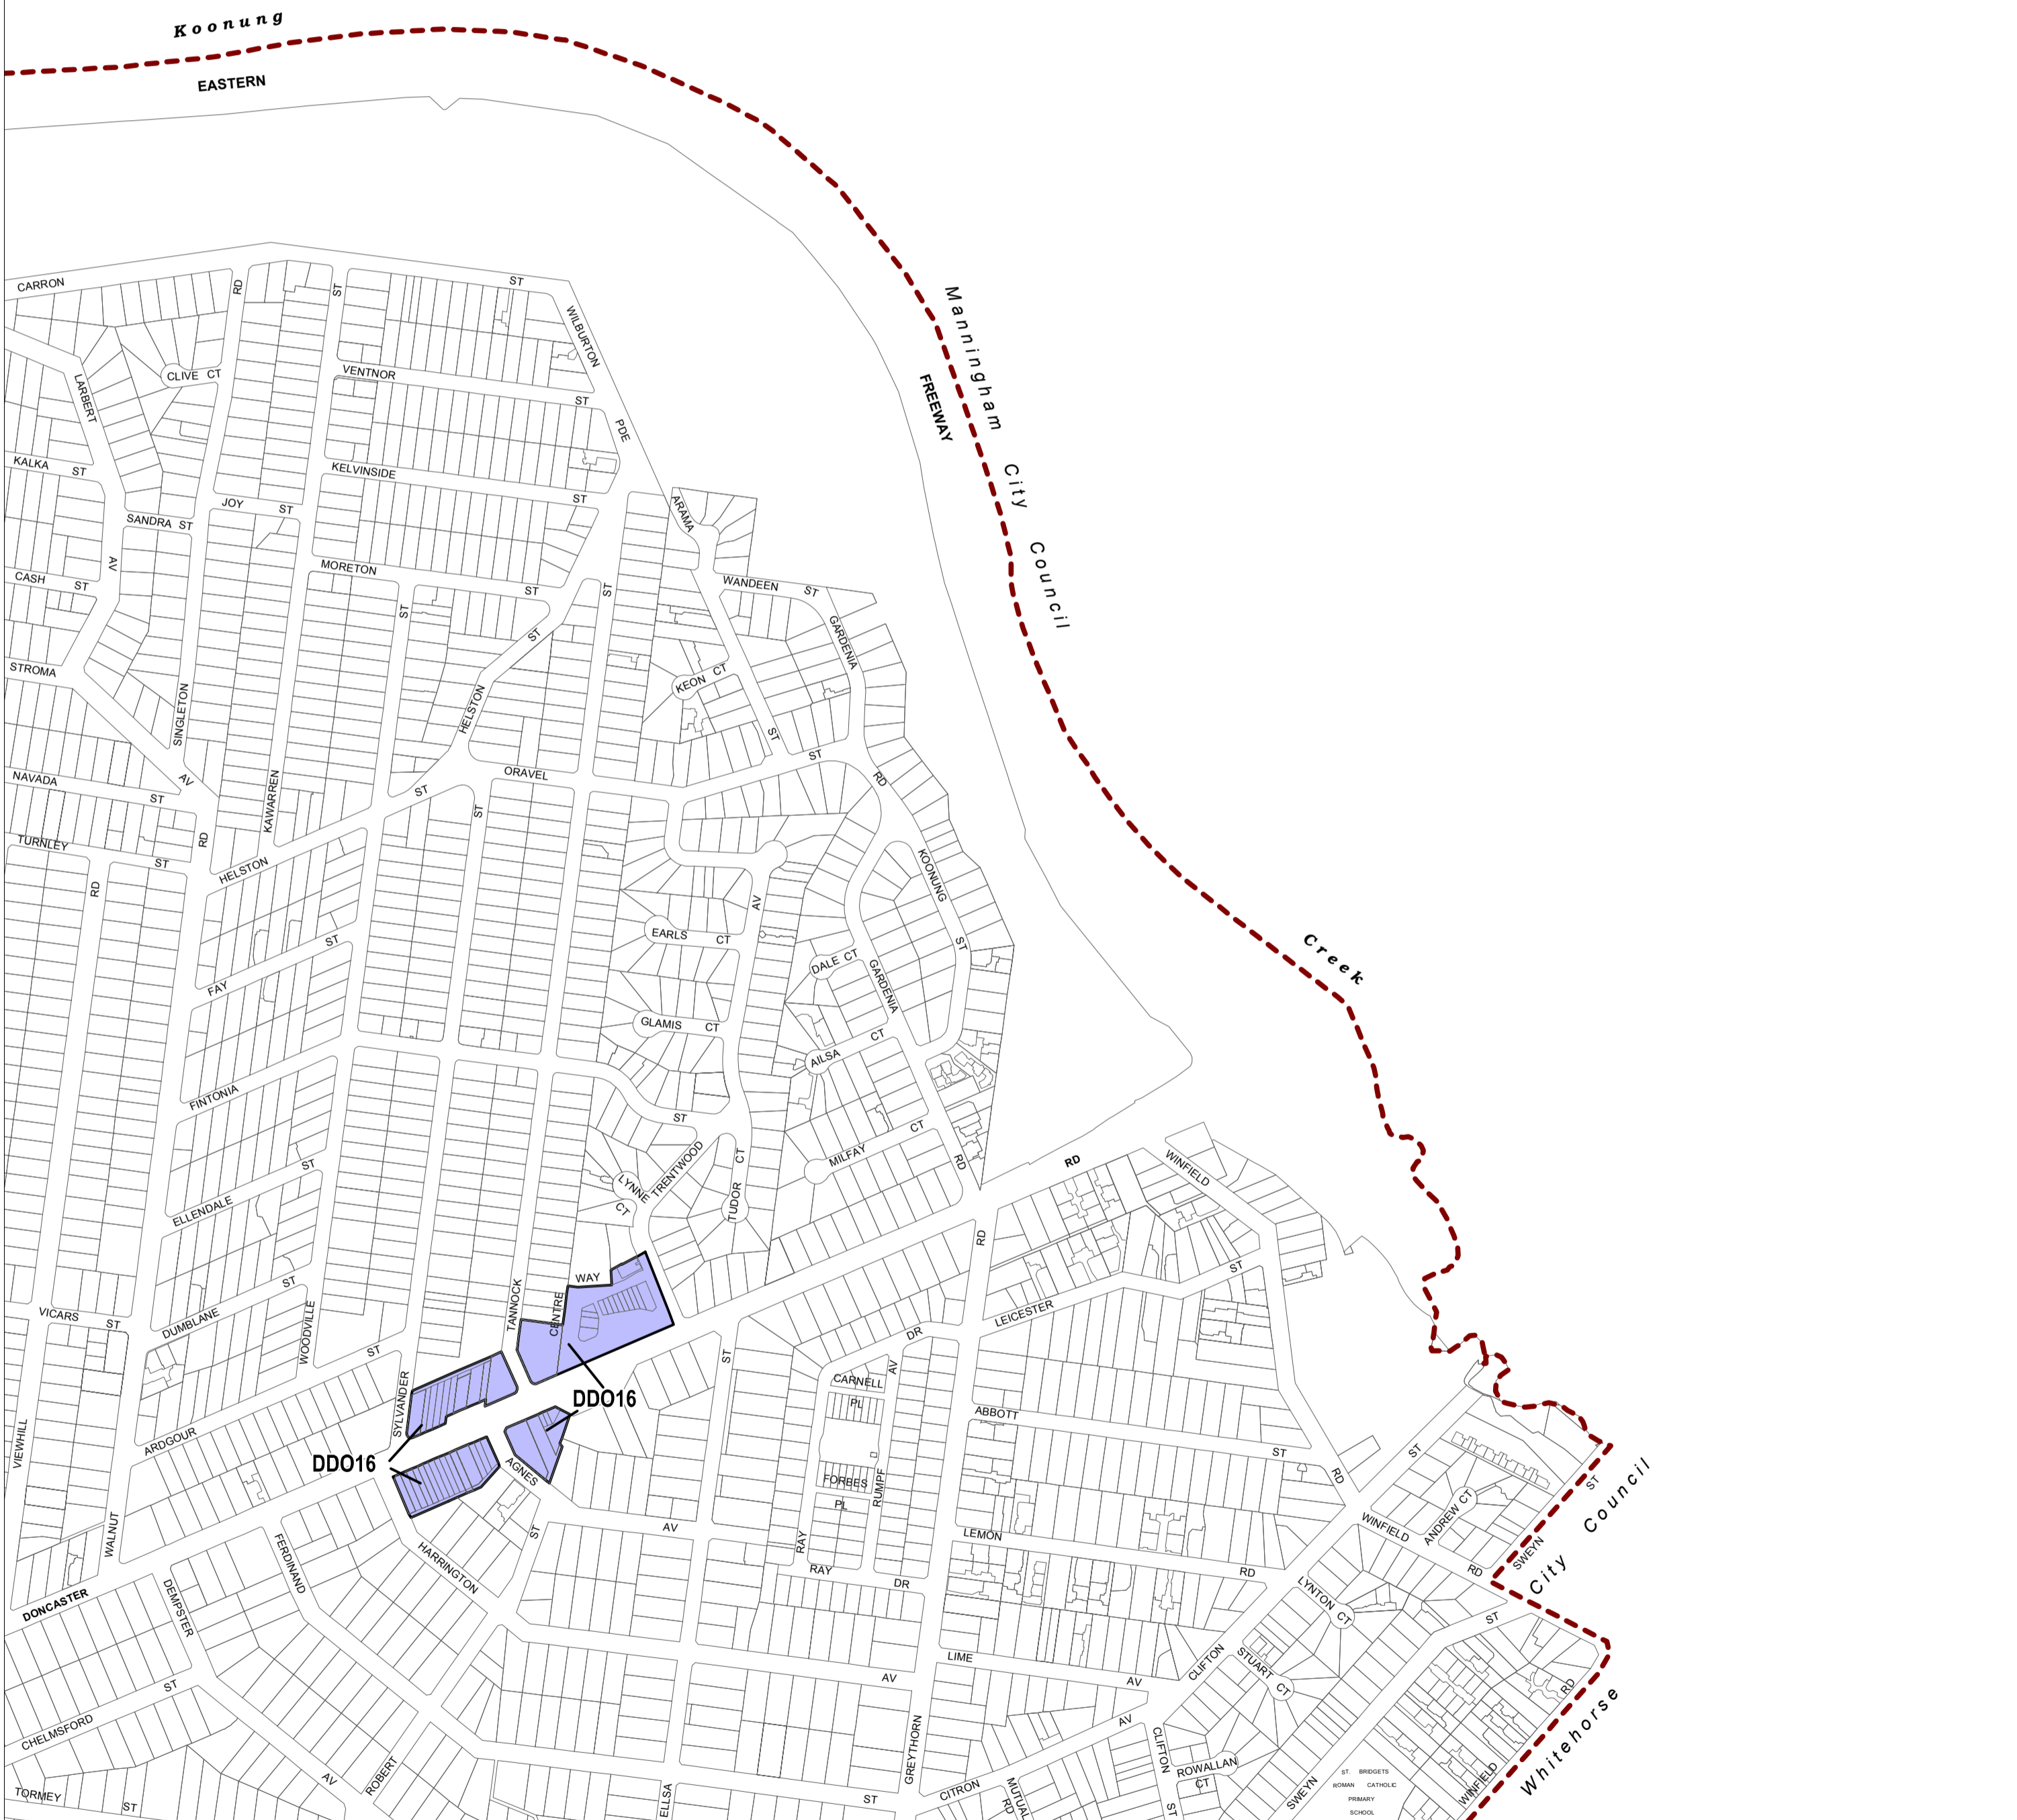 Koonung
EASTERN
CARRON
RD
ST
ST
WILBURTON
Manningham City Council
FREEWAY
CLIVE CT
VENTNOR
ST
LARBERT
PDE
KALKA
ST
KELVINSIDE
ST
JOY
ST
SANDRA ST
ARAMA
AV
MORETON
ST
CASH
ST
ST
ST
WANDEEN
ST
GARDENIA
ST
STROMA
KEON CT
SINGLETON
HELSTON
ST
ST
ORAVEL
NAVADA
ST
AV
RD
KAWARREN
ST
ST
TURNLEY
ST
RD
HELSTON
KOONUNG
RD
AV
EARLS
CT
ST
Creek
FAY
ST
DALE CT
GARDENIA
GLAMIS
CT
AILSA
CT
FINTONIA
ST
MILFAY
CT
RD
RD
WINFIELD
LYNNE
TRENTWOOD
CT
TUDOR
CT
ELLENDALE
ST
RD
ST
WAY
TANNOCK
CENTRE
DUMBLANE
ST
VICARS
ST
WOODVILLE
LEICESTER
DR
ST
ST
AV
CARNELL
PL
DDO16
SYLVANDER
ARDGOUR
VIEWHILL
ABBOTT
ST
DDO16
AGNES
FORBES
PL
RUMPF
ST
RD
ST
ANDREW CT
City Council
WALNUT
AV
ST
RAY
LEMON
RD
WINFIELD
RD
SWEYN
FERDINAND
HARRINGTON
RAY
DR
DONCASTER
DEMPSTER
LYNTON CT
ST
LIME
AV
AV
CLIFTON
STUART
CT
RD
Whitehorse
CHELMSFORD
ST
AV
ROBERT
GREYTHORN
AV
CLIFTON
ROWALLAN
CT
ST. BRIDGETS
ROMAN CATHOLIC
PRIMARY
SCHOOL
WINFIELD
TORMEY
ST
ELLSA
ST
CITRON
MUTUAL
RD
ST
SWEYN